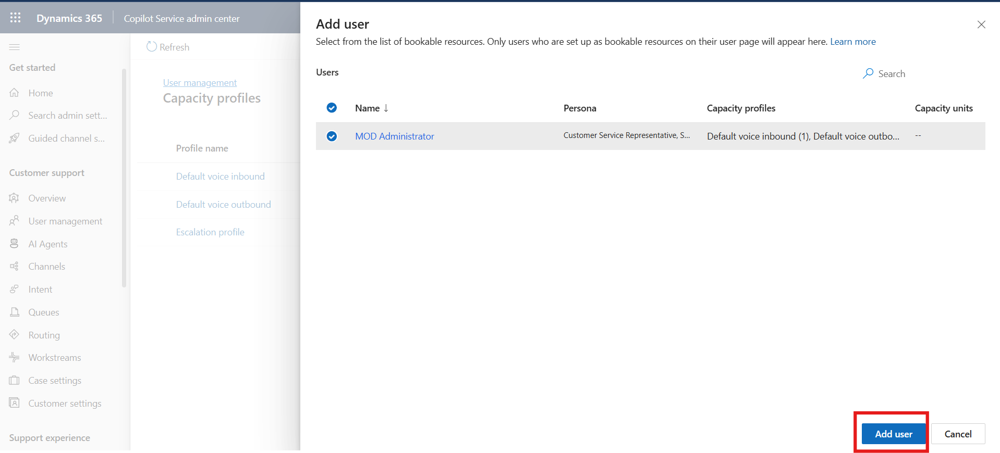 Dynamics 365
Copilot Service admin center
Get started
Home
Search admin sett...
Guided channel s...
Customer support
Overview
User management
AI Agents
Channels
Intent
Queues
Routing
Workstreams
Case settings
Customer settings
Support experience
Refresh
User management
Capacity profiles
Profile name
Default voice inbound
Default voice outbound
Escalation profile
Add user
Select from the list of bookable resources. Only users who are set up as bookable resources on their user page will appear here. Learn more
Users
Search
Name ↓ Persona Capacity profiles Capacity units
MOD Administrator Customer Service Representative, S... Default voice inbound (1), Default voice outbo... --
Add user Cancel